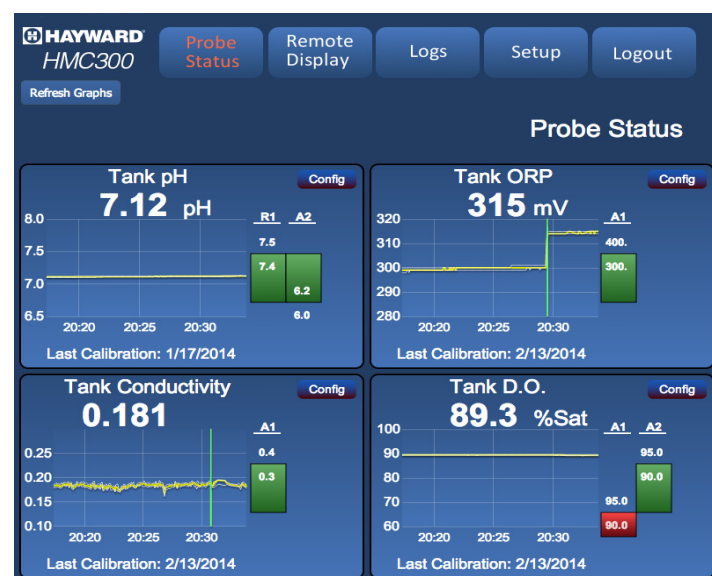 HAYWARD
HMC300
Probe Status
Remote Display
Logs
Setup
Logout
Refresh Graphs
Probe Status
Tank pH
Config
7.12 pH
R1 A2
8.0
7.5
7.0
6.5
7.5
7.4
6.2
6.0
20:20 20:25 20:30
Last Calibration: 1/17/2014
Tank ORP
Config
315 mV
A1
320
310
300
290
280
400.
300.
20:20 20:25 20:30
Last Calibration: 2/13/2014
Tank Conductivity
Config
0.181
A1
0.25
0.20
0.15
0.10
0.4
0.3
20:20 20:25 20:30
Last Calibration: 2/13/2014
Tank D.O.
Config
89.3 %Sat
A1 A2
100
90
80
70
60
95.0
90.0
95.0
90.0
20:20 20:25 20:30
Last Calibration: 2/13/2014